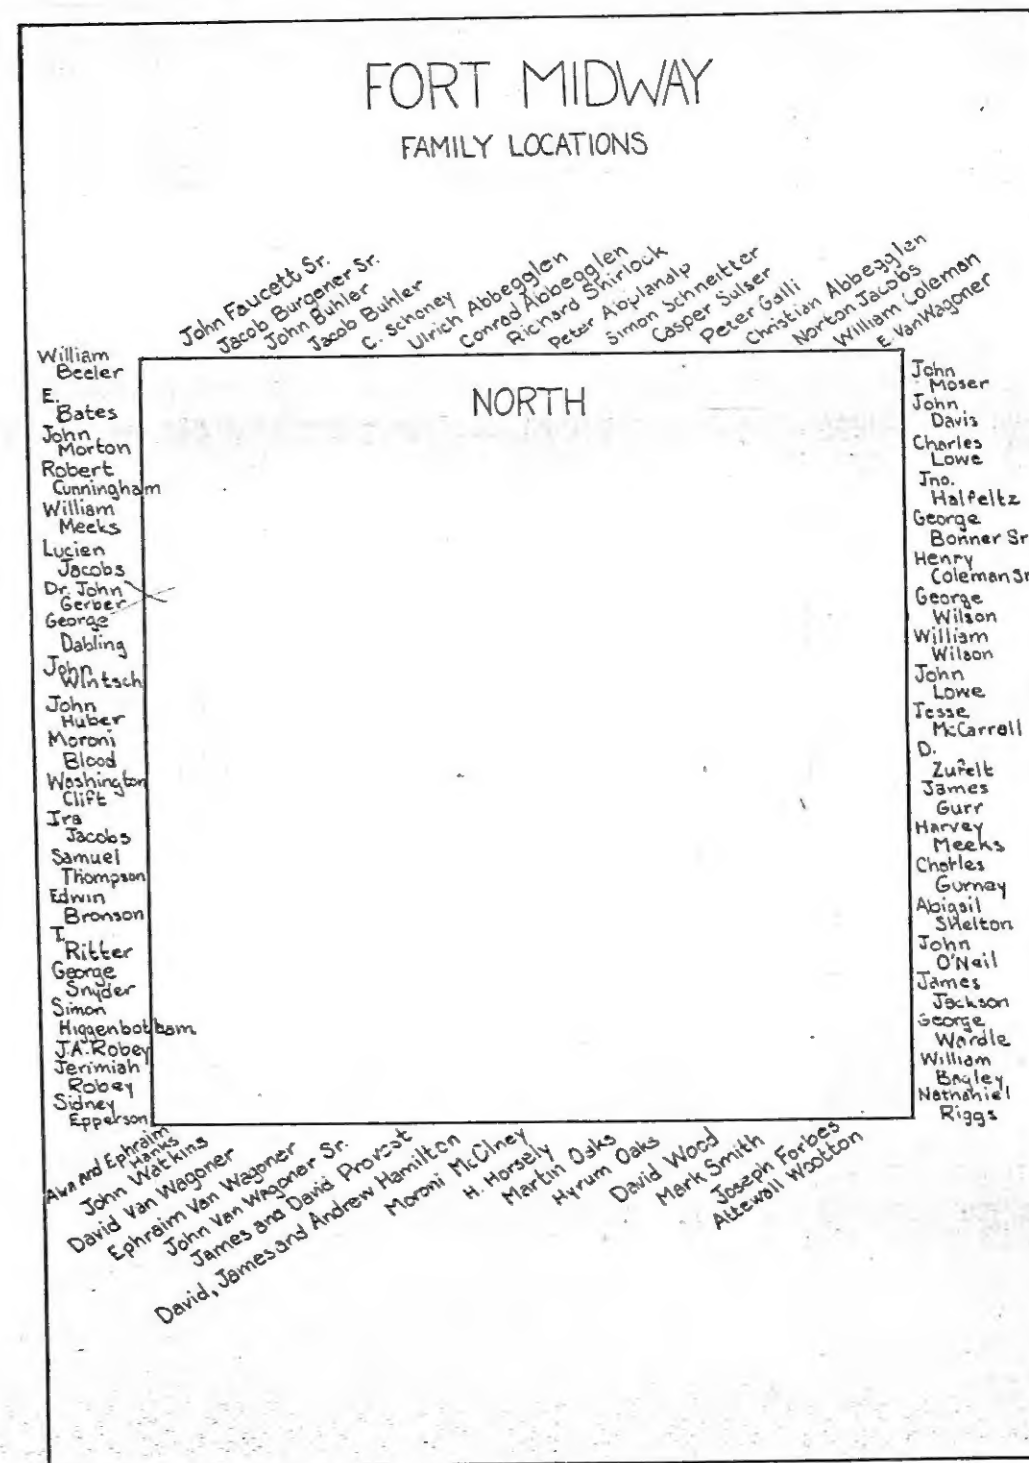 FORT MIDWAY
FAMILY LOCATIONS
John Faucett Sr.
Jacob Burgener Sr.
John Buhler
Jacob Buhler
C. Schoney
Ulrich Abbegglen
Conrad Abbegglen
Richard Shirlock
Peter Abplandlp
Simon Schneitter
Casper Sulser
Peter Galli
Christian Abbegglen
Norton Jacobs
William Coleman
E. VanWagoner
NORTH
William
Beeler
E.
Bates
John
Morton
Robert
Cunningham
William
Meeks
Lucien
Jacobs
Dr. John
Gerber
George
Dabling
John
Wintsch
John
Huber
Moroni
Blood
Washington
Clift
Ira
Jacobs
Samuel
Thompson
Edwin
Bronson
T.
Ritter
George
Snyder
Simon
Higgenbotham
J.A. Robey
Jerimiah
Robey
Sidney
Epperson
John
Moser
John
Davis
Charles
Lowe
Jno.
Halfeltz
George
Bonner Sr
Henry
Coleman Sr
George
Wilson
William
Wilson
John
Lowe
Jesse
McCarrell
D.
Zufelt
James
Gurr
Harvey
Meeks
Charles
Gurney
Abigail
Shelton
John
O'Neil
James
Jackson
George
Wardle
William
Bagley
Nathaniel
Riggs
and Ephraim
Hanks
John Watkins
David Van Wagoner
Ephraim Van Wagoner
John Van Wagoner Sr.
James and David Provost
David, James and Andrew Hamilton
Moroni McOlney
H. Horsely
Martin Oaks
Hyrum Oaks
David Wood
Mark Smith
Joseph Forbes
Attewall Wootton